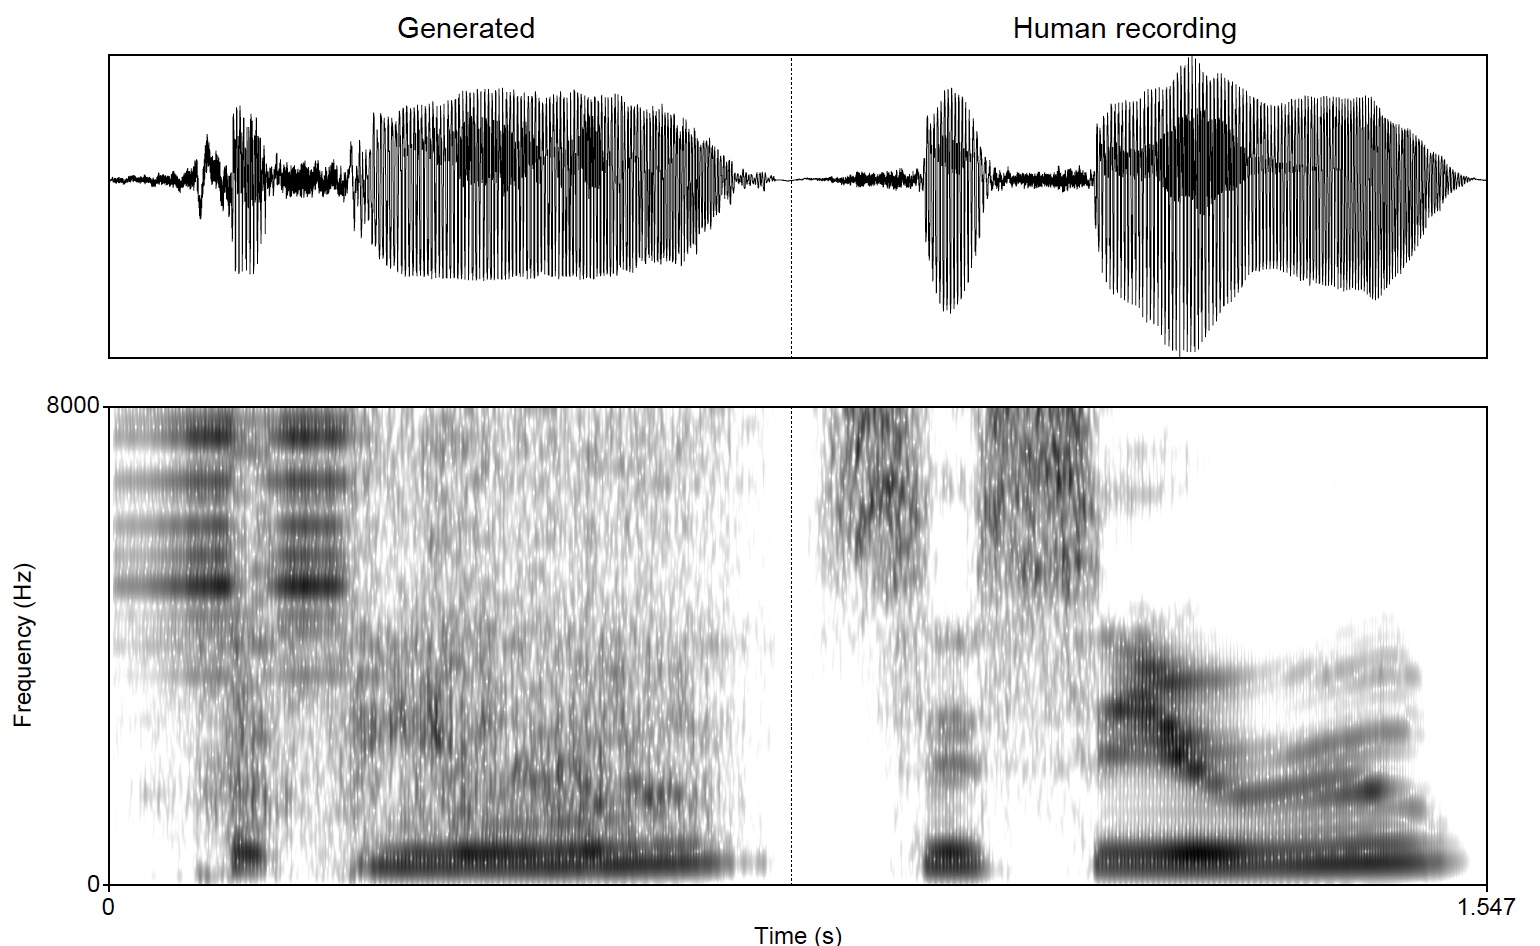 Generated
Human recording
8000
Frequency (Hz)
0
0
1.547
Time (s)